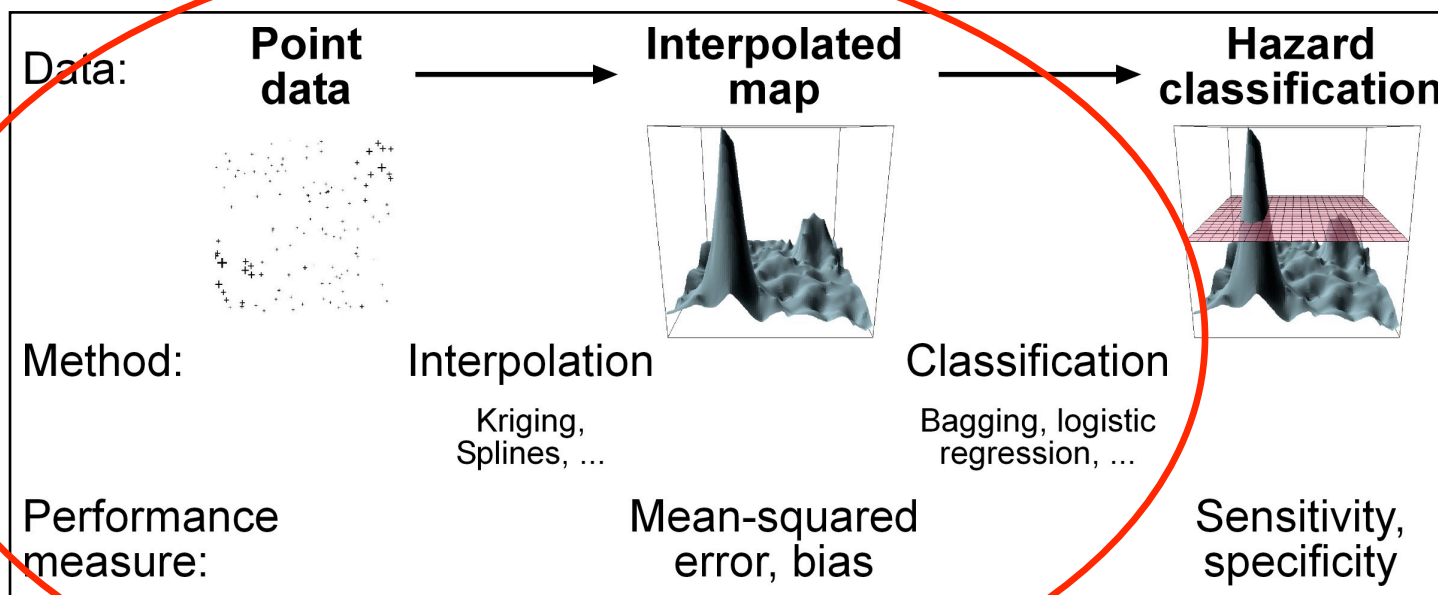 Data:
Point
data
Interpolated
map
Hazard
classification
Method:
Interpolation
Classification
Kriging,
Splines, ...
Bagging, logistic
regression, ...
Performance
measure:
Mean-squared
error, bias
Sensitivity,
specificity